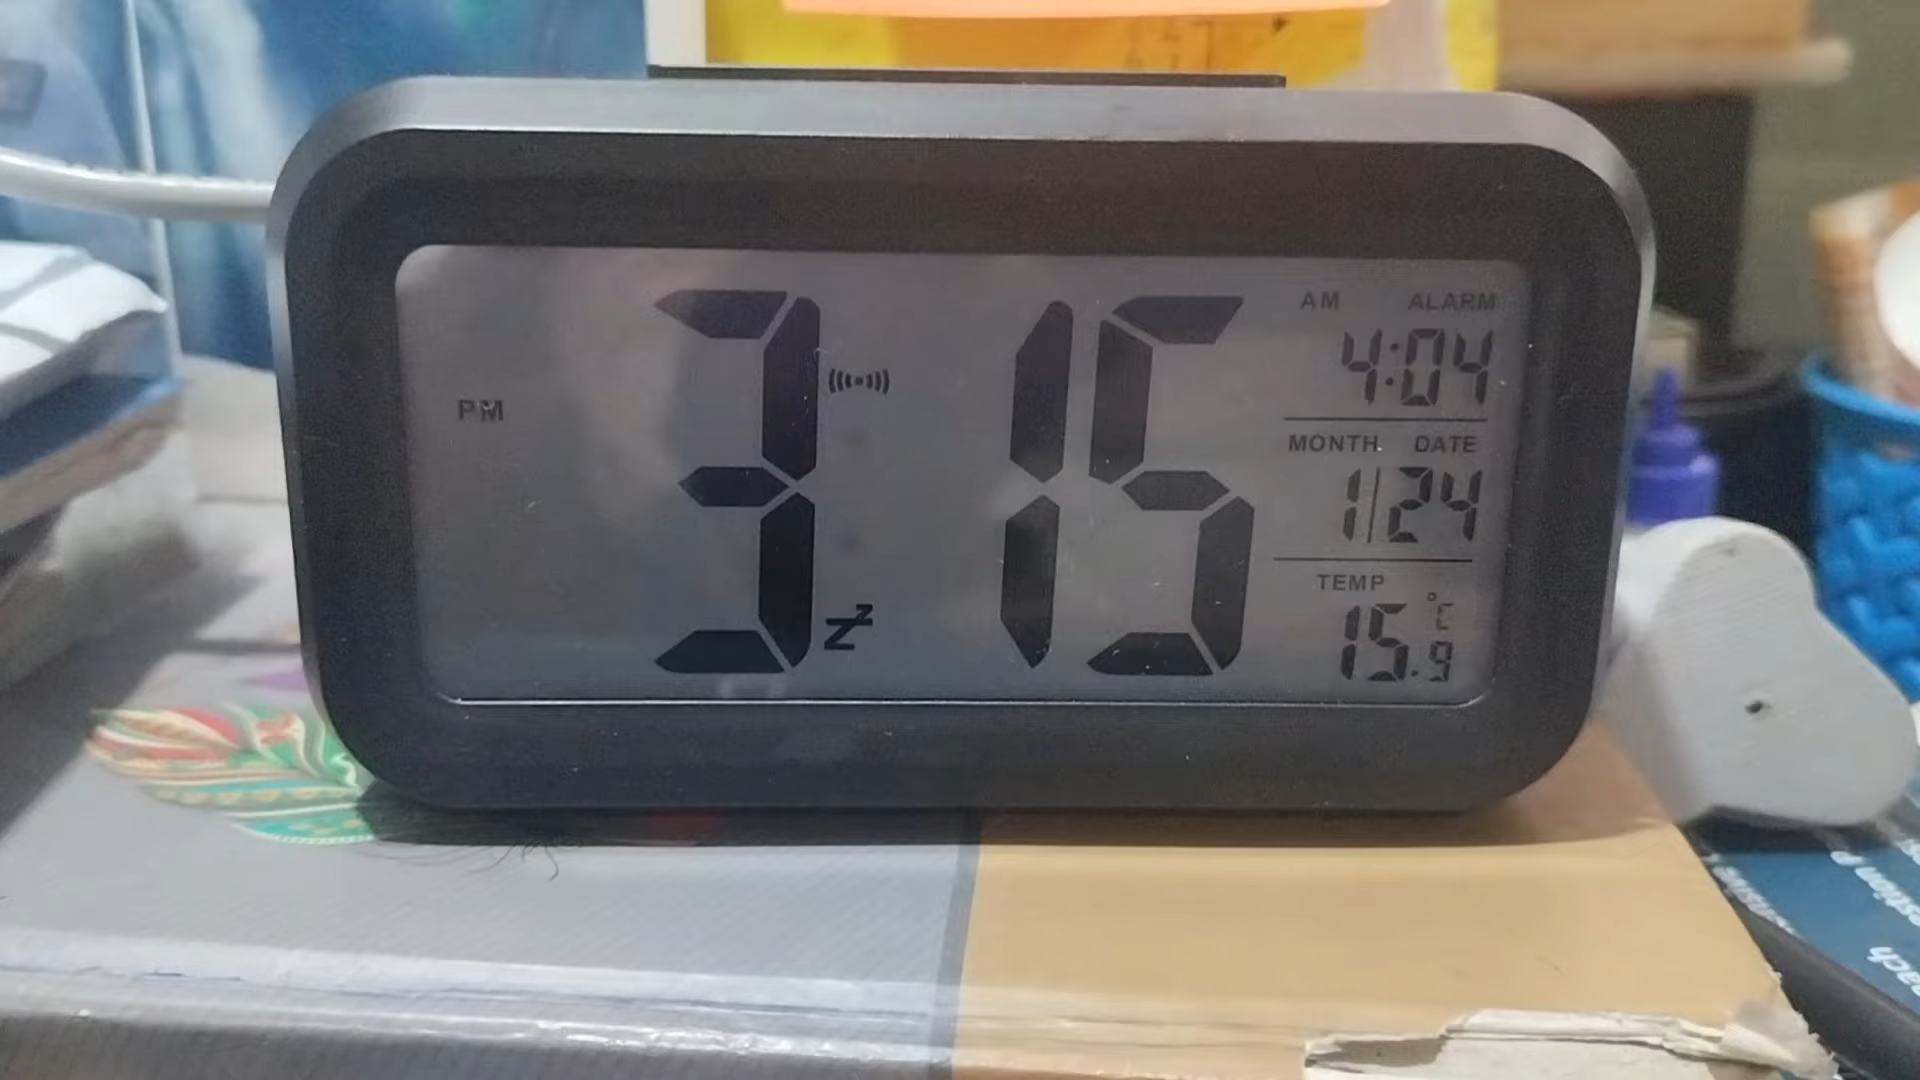 AM ALARM
4:04
PM 3 15
MONTH DATE
1 24
TEMP
15.9 °C